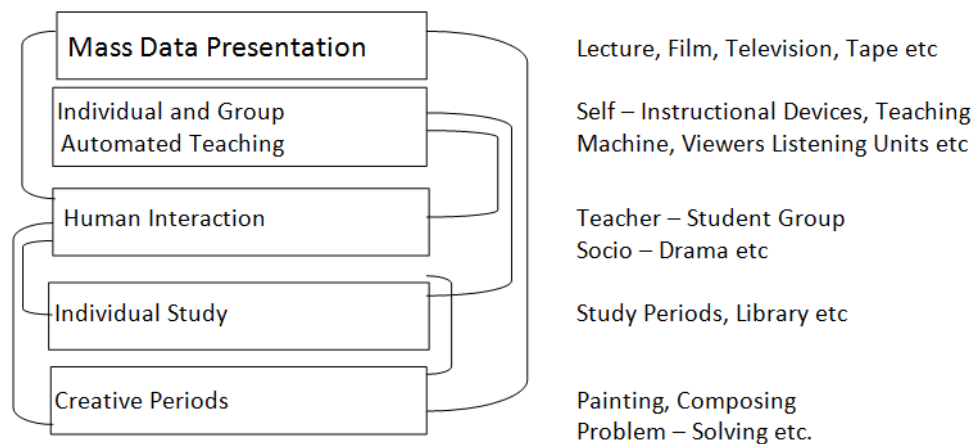 Mass Data Presentation
Lecture, Film, Television, Tape etc
Individual and Group
Automated Teaching
Self – Instructional Devices, Teaching
Machine, Viewers Listening Units etc
Human Interaction
Teacher – Student Group
Socio – Drama etc
Individual Study
Study Periods, Library etc
Creative Periods
Painting, Composing
Problem – Solving etc.